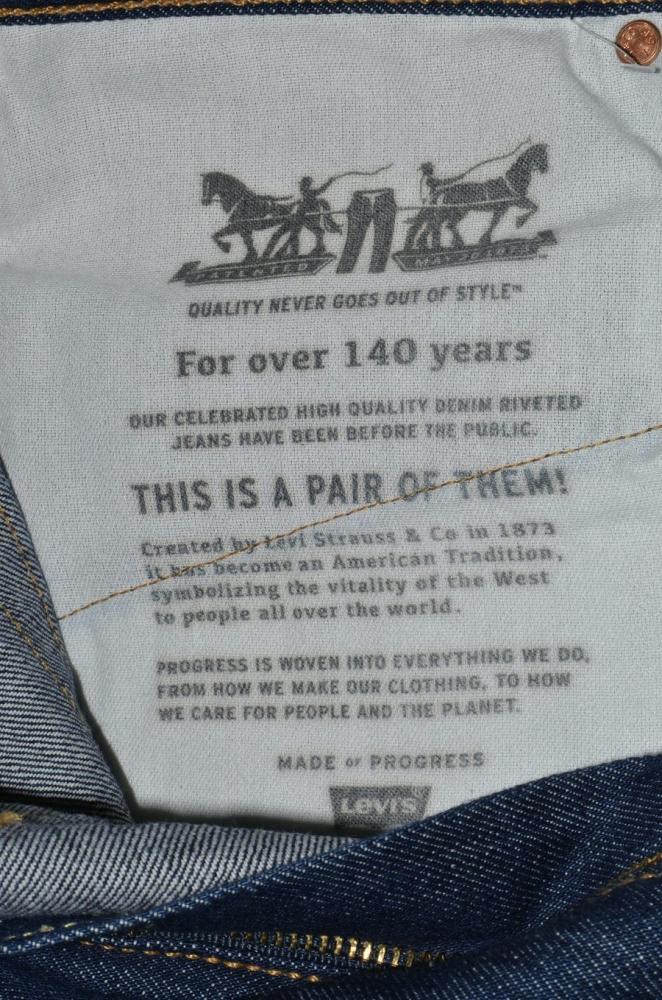 PATENTED MAY 20 1873
QUALITY NEVER GOES OUT OF STYLE™
For over 140 years
OUR CELEBRATED HIGH QUALITY DENIM RIVETED
JEANS HAVE BEEN BEFORE THE PUBLIC.
THIS IS A PAIR OF THEM!
Created by Levi Strauss & Co in 1873
it has become an American Tradition,
symbolizing the vitality of the West
to people all over the world.
PROGRESS IS WOVEN INTO EVERYTHING WE DO,
FROM HOW WE MAKE OUR CLOTHING, TO HOW
WE CARE FOR PEOPLE AND THE PLANET.
MADE OF PROGRESS
LEVI'S